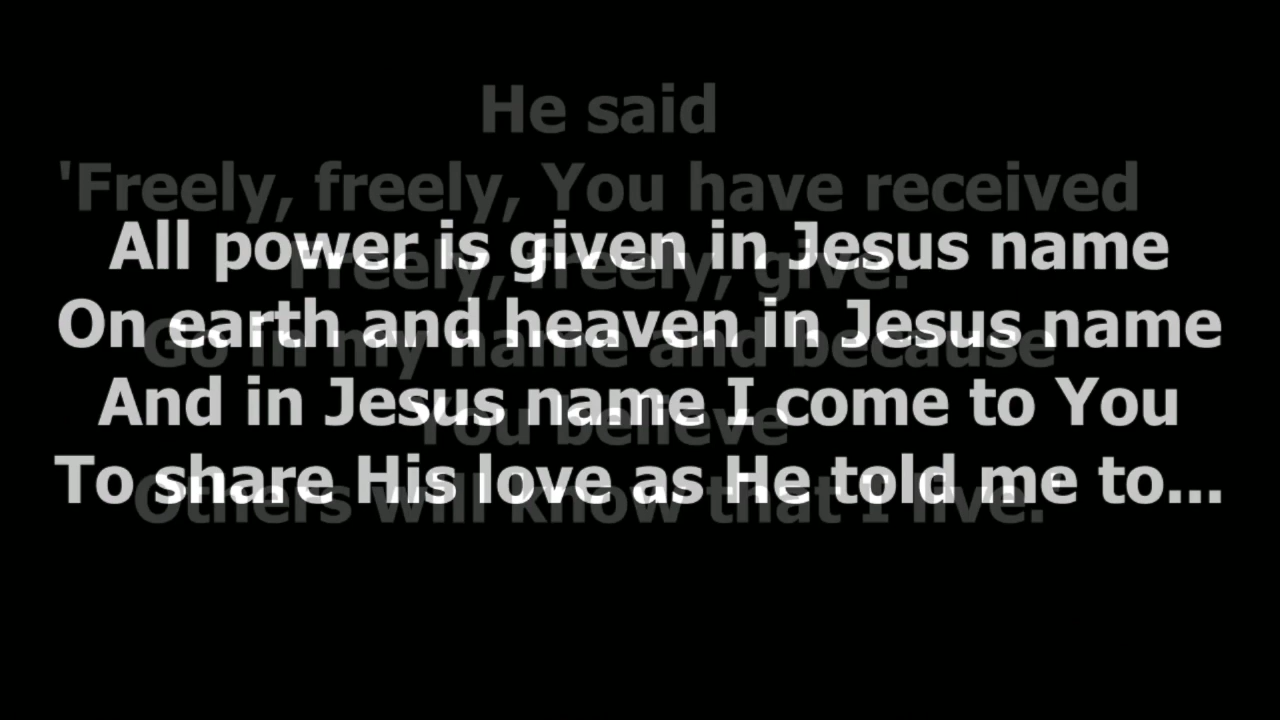 He said
'Freely, freely, You have received
Freely, freely, give.
Go in my name and because
You believe
Others will know that I live.'
All power is given in Jesus name
On earth and heaven in Jesus name
And in Jesus name I come to You
To share His love as He told me to...